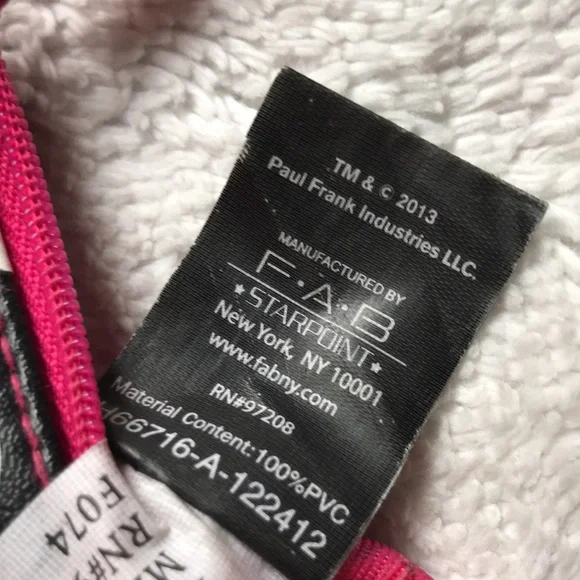 TM & © 2013
Paul Frank Industries LLC.
MANUFACTURED BY
F·A·B
★STARPOINT★
New York, NY 10001
www.fabny.com
RN#97208
Material Content: 100%PVC
H66716-A-122412
F074
RN#